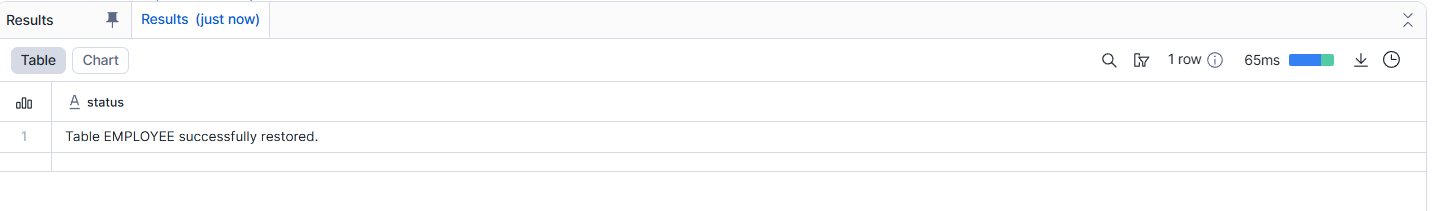 Results Results (just now)
Table Chart 1 row 65ms
A status
1 Table EMPLOYEE successfully restored.